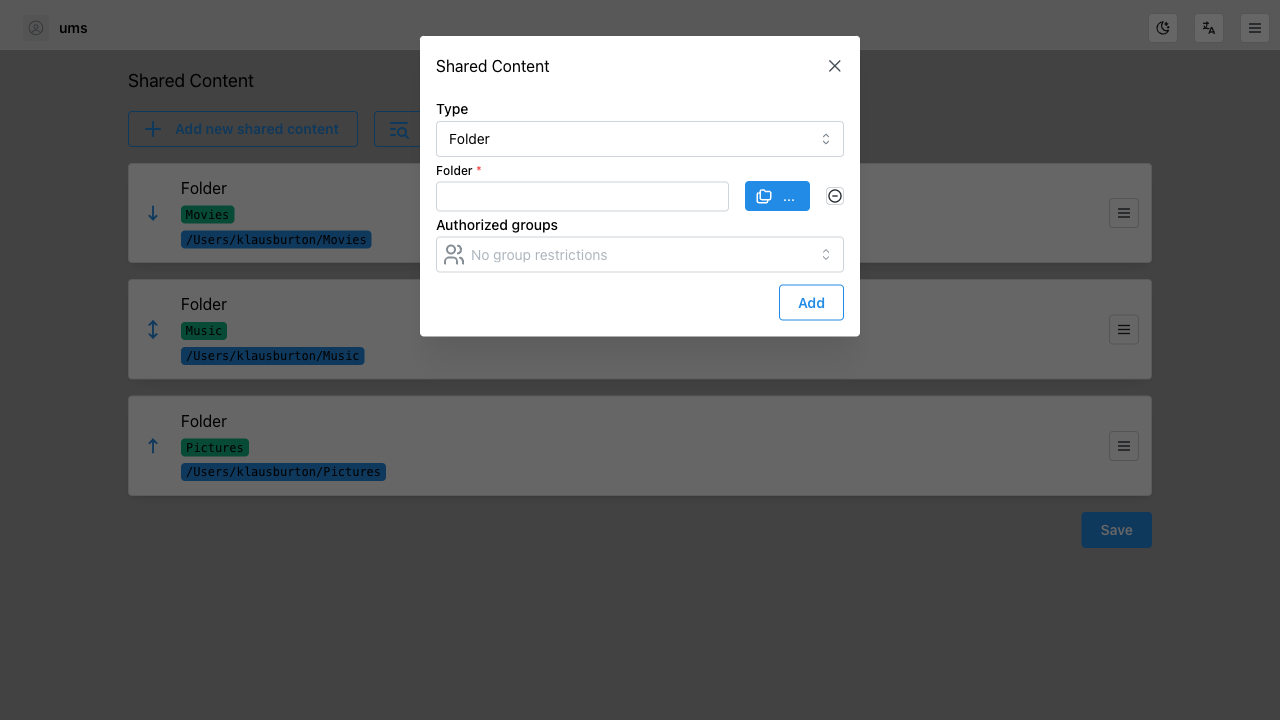 ums
Shared Content
Add new shared content
Folder
Movies
/Users/klausburton/Movies
Folder
Music
/Users/klausburton/Music
Folder
Pictures
/Users/klausburton/Pictures
Save
Shared Content
Type
Folder
Folder *
...
Authorized groups
No group restrictions
Add